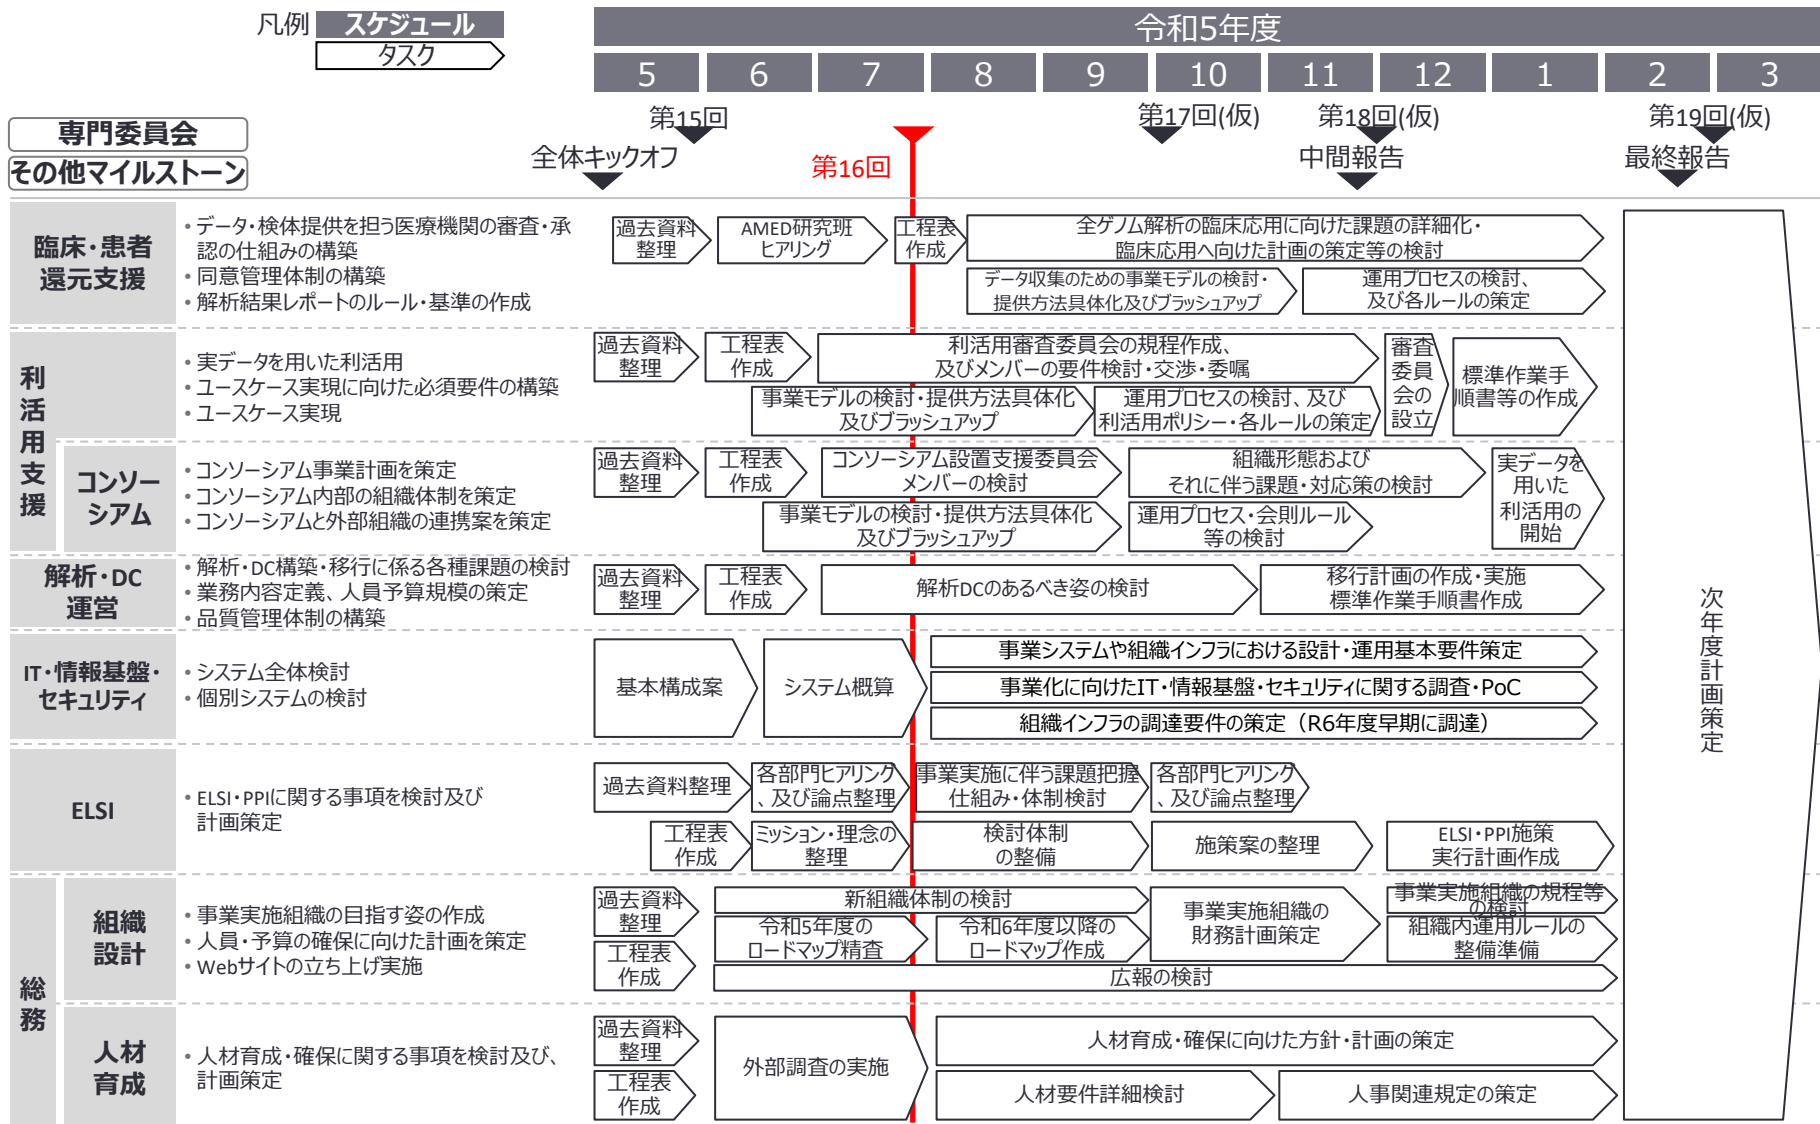 凡例
スケジュール
タスク
令和5年度
5 6 7 8 9 10 11 12 1 2 3
専門委員会
第15回
第16回
第17回(仮)
第18回(仮)
第19回(仮)
その他マイルストーン
全体キックオフ
中間報告
最終報告
臨床・患者
還元支援
・データ・検体提供を担う医療機関の審査・承
認の仕組みの構築
・同意管理体制の構築
・解析結果レポートのルール・基準の作成
過去資料
整理
AMED研究班
ヒアリング
工程表
作成
全ゲノム解析の臨床応用に向けた課題の詳細化・
臨床応用へ向けた計画の策定等の検討
データ収集のための事業モデルの検討・
提供方法具体化及びブラッシュアップ
運用プロセスの検討、
及び各ルールの策定
利活用支援
・実データを用いた利活用
・ユースケース実現に向けた必須要件の構築
・ユースケース実現
過去資料
整理
工程表
作成
利活用審査委員会の規程作成、
及びメンバーの要件検討・交渉・委嘱
審査
委員
会の
設立
標準作業手
順書等の作成
事業モデルの検討・提供方法具体化
及びブラッシュアップ
運用プロセスの検討、及び
利活用ポリシー・各ルールの策定
コンソー
シアム
・コンソーシアム事業計画を策定
・コンソーシアム内部の組織体制を策定
・コンソーシアムと外部組織の連携案を策定
過去資料
整理
工程表
作成
コンソーシアム設置支援委員会
メンバーの検討
組織形態および
それに伴う課題・対応策の検討
実データを
用いた
利活用の
開始
事業モデルの検討・提供方法具体化
及びブラッシュアップ
運用プロセス・会則ルール
等の検討
解析・DC
運営
・解析・DC構築・移行に係る各種課題の検討
・業務内容定義、人員予算規模の策定
・品質管理体制の構築
過去資料
整理
工程表
作成
解析DCのあるべき姿の検討
移行計画の作成・実施
標準作業手順書作成
IT・情報基盤・
セキュリティ
・システム全体検討
・個別システムの検討
基本構成案
システム概算
事業システムや組織インフラにおける設計・運用基本要件策定
事業化に向けたIT・情報基盤・セキュリティに関する調査・PoC
組織インフラの調達要件の策定（R6年度早期に調達）
ELSI
・ELSI・PPIに関する事項を検討及び
計画策定
過去資料整理
各部門ヒアリング
、及び論点整理
事業実施に伴う課題把握
仕組み・体制検討
各部門ヒアリング
、及び論点整理
工程表
作成
ミッション・理念の
整理
検討体制
の整備
施策案の整理
ELSI・PPI施策
実行計画作成
総務
組織
設計
・事業実施組織の目指す姿の作成
・人員・予算の確保に向けた計画を策定
・Webサイトの立ち上げ実施
過去資料
整理
工程表
作成
新組織体制の検討
令和5年度の
ロードマップ精査
令和6年度以降の
ロードマップ作成
事業実施組織の
財務計画策定
事業実施組織の規程等
の検討
組織内運用ルールの
整備準備
広報の検討
人材
育成
・人材育成・確保に関する事項を検討及び、
計画策定
過去資料
整理
工程表
作成
外部調査の実施
人材育成・確保に向けた方針・計画の策定
人材要件詳細検討
人事関連規定の策定
次年度計画策定